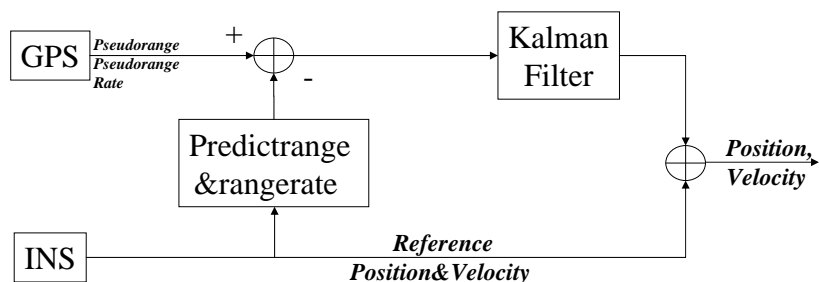 GPS
Pseudorange
Pseudorange
Rate
+
-
Kalman
Filter
Predictrange
&rangerate
Position,
Velocity
INS
Reference
Position&Velocity